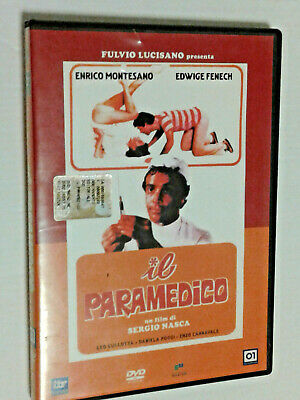 FULVIO LUCISANO presenta
ENRICO MONTESANO EDWIGE FENECH
il
PARAMEDICO
un film di
SERGIO NASCA
LEO GULLOTTA - DANIELA POGGI - ENZO CANNAVALE
DVD
01